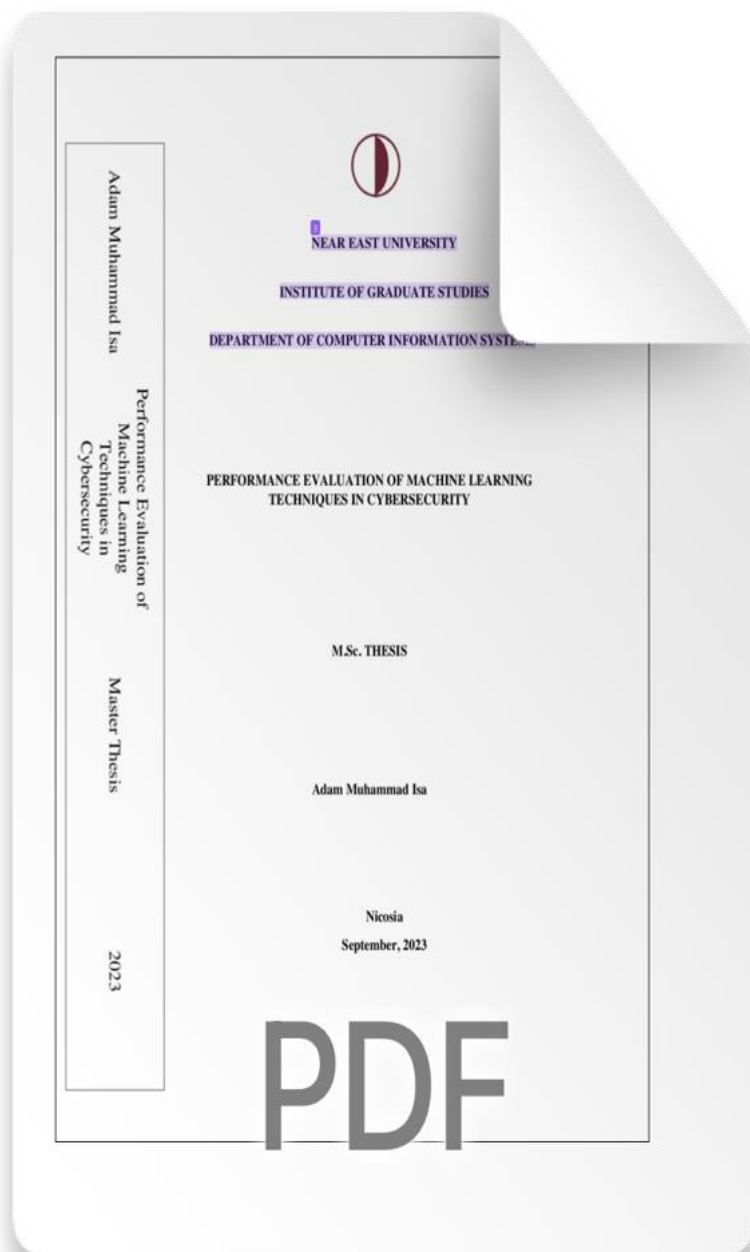 NEAR EAST UNIVERSITY
INSTITUTE OF GRADUATE STUDIES
DEPARTMENT OF COMPUTER INFORMATION
PERFORMANCE EVALUATION OF MACHINE LEARNING
TECHNIQUES IN CYBERSECURITY
M.Sc. THESIS
Adam Muhammad Isa
Nicosia
September, 2023
Adam Muhammad Isa
Performance Evaluation of
Machine Learning
Techniques in
Cybersecurity
Master Thesis
2023
PDF